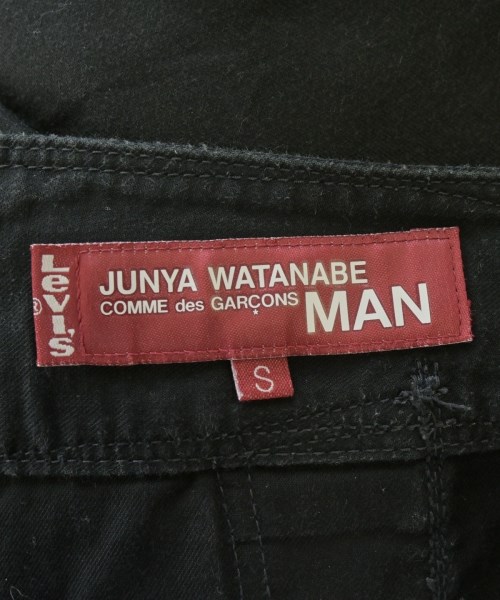 Levi's
®
JUNYA WATANABE
COMME des GARÇONS MAN
S